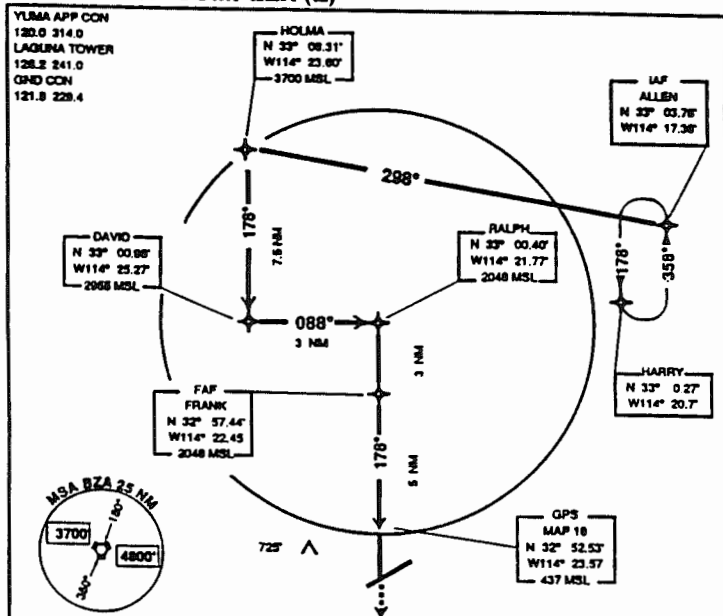 YUMA APP CON
120.0 314.0
LAGUNA TOWER
126.2 241.0
GND CON
121.8 229.4
HOLMA
N 33° 08.31'
W114° 23.60'
3700 MSL
IAF
ALLEN
N 33° 03.76'
W114° 17.36'
298°
178°
7.5 NM
DAVID
N 33° 00.98'
W114° 25.27'
2968 MSL
RALPH
N 33° 00.40'
W114° 21.77'
2048 MSL
178°
358°
088°
3 NM
3 NM
HARRY
N 33° 0.27'
W114° 20.7'
FAF
FRANK
N 32° 57.44'
W114° 22.45
2048 MSL
178°
5 NM
MSA BZA 25 NM
3700'
180°
4800'
360°
725'
GPS
MAP 18
N 32° 52.53'
W114° 23.57
437 MSL